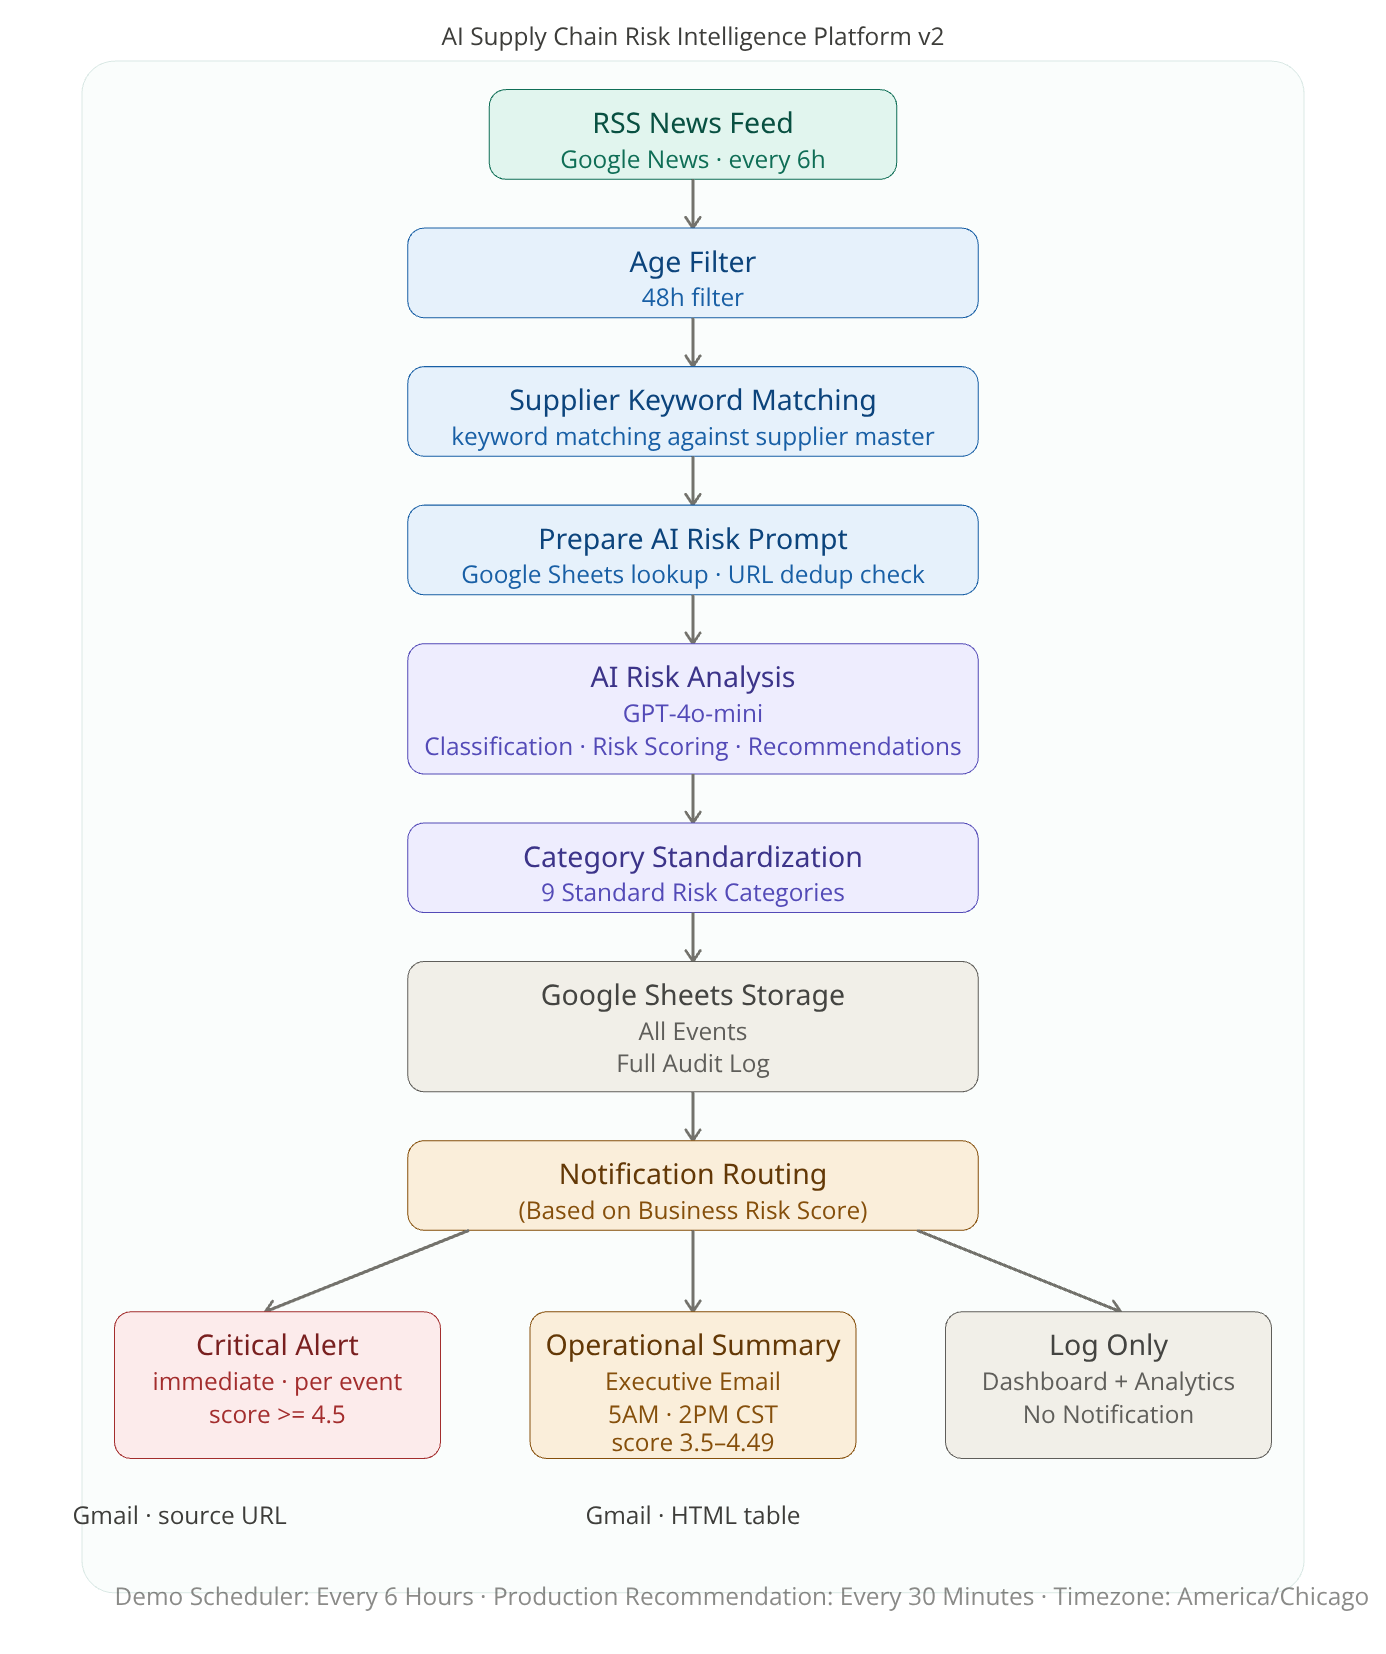 AI Supply Chain Risk Intelligence Platform v2
RSS News Feed
Google News · every 6h
Age Filter
48h filter
Supplier Keyword Matching
keyword matching against supplier master
Prepare AI Risk Prompt
Google Sheets lookup · URL dedup check
AI Risk Analysis
GPT-4o-mini
Classification · Risk Scoring · Recommendations
Category Standardization
9 Standard Risk Categories
Google Sheets Storage
All Events
Full Audit Log
Notification Routing
(Based on Business Risk Score)
Critical Alert
immediate · per event
score >= 4.5
Operational Summary
Executive Email
5AM · 2PM CST
score 3.5–4.49
Log Only
Dashboard + Analytics
No Notification
Gmail · source URL
Gmail · HTML table
Demo Scheduler: Every 6 Hours · Production Recommendation: Every 30 Minutes · Timezone: America/Chicago